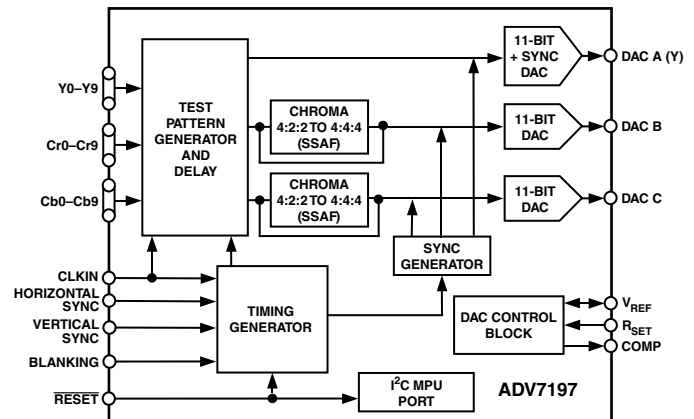 Y0–Y9
Cr0–Cr9
Cb0–Cb9
CLKIN
HORIZONTAL
SYNC
VERTICAL
SYNC
BLANKING
RESET
TEST
PATTERN
GENERATOR
AND
DELAY
CHROMA
4:2:2 TO 4:4:4
(SSAF)
CHROMA
4:2:2 TO 4:4:4
(SSAF)
TIMING
GENERATOR
SYNC
GENERATOR
I²C MPU
PORT
11-BIT
+ SYNC
DAC
11-BIT
DAC
11-BIT
DAC
DAC CONTROL
BLOCK
DAC A (Y)
DAC B
DAC C
VREF
RSET
COMP
ADV7197